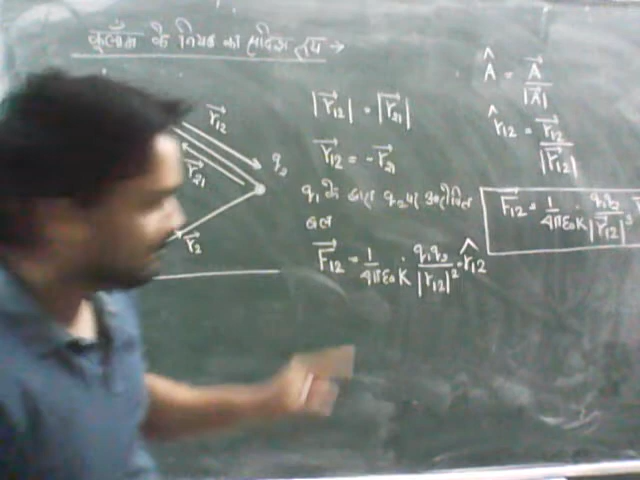 कूलॉम के नियम का सदिश रूप →
r⃗12
r⃗21
q2
r⃗2
|r⃗12| = |r⃗21|
r⃗12 = -r⃗21
q1 के द्वारा q2 पर आरोपित
बल
F⃗12 = 1/4πε0K · q1q2/|r⃗12|² · r̂12
Â = A⃗/|A⃗|
r̂12 = r⃗12/|r⃗12|
F⃗12 = 1/4πε0K · q1q2/|r⃗12|³